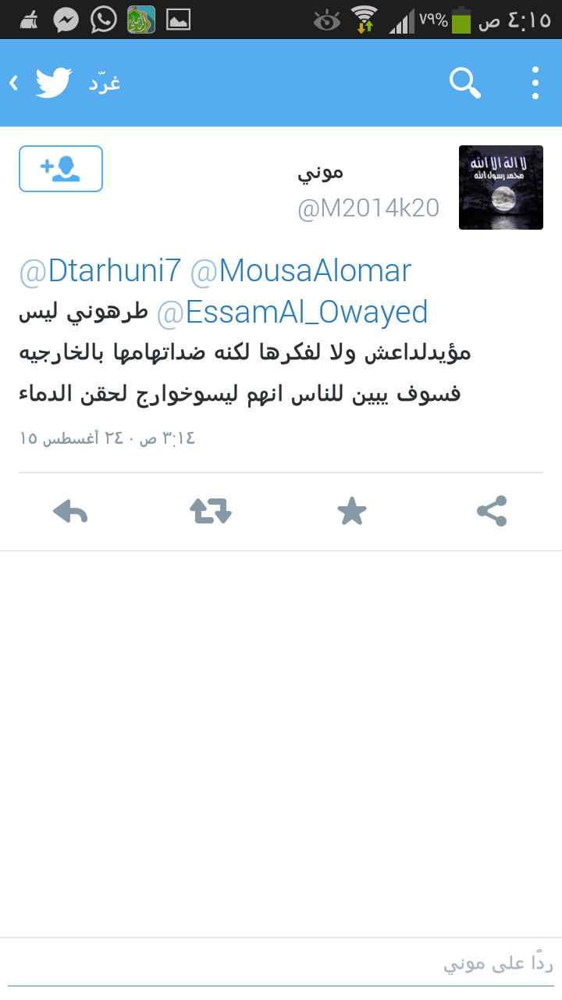 ٧٩% ٤:١٥ ص
غرّد
موني
@M2014k20
لا الة الا الله
محمد رسول الله
@Dtarhuni7 @MousaAlomar
@EssamAl_Owayed طرهوني ليس
مؤيدلداعش ولا لفكرها لكنه ضداتهامها بالخارجيه
فسوف يبين للناس انهم ليسوخوارج لحقن الدماء
٣:١٤ ص · ٢٤ أغسطس ١٥
ردًا على موني